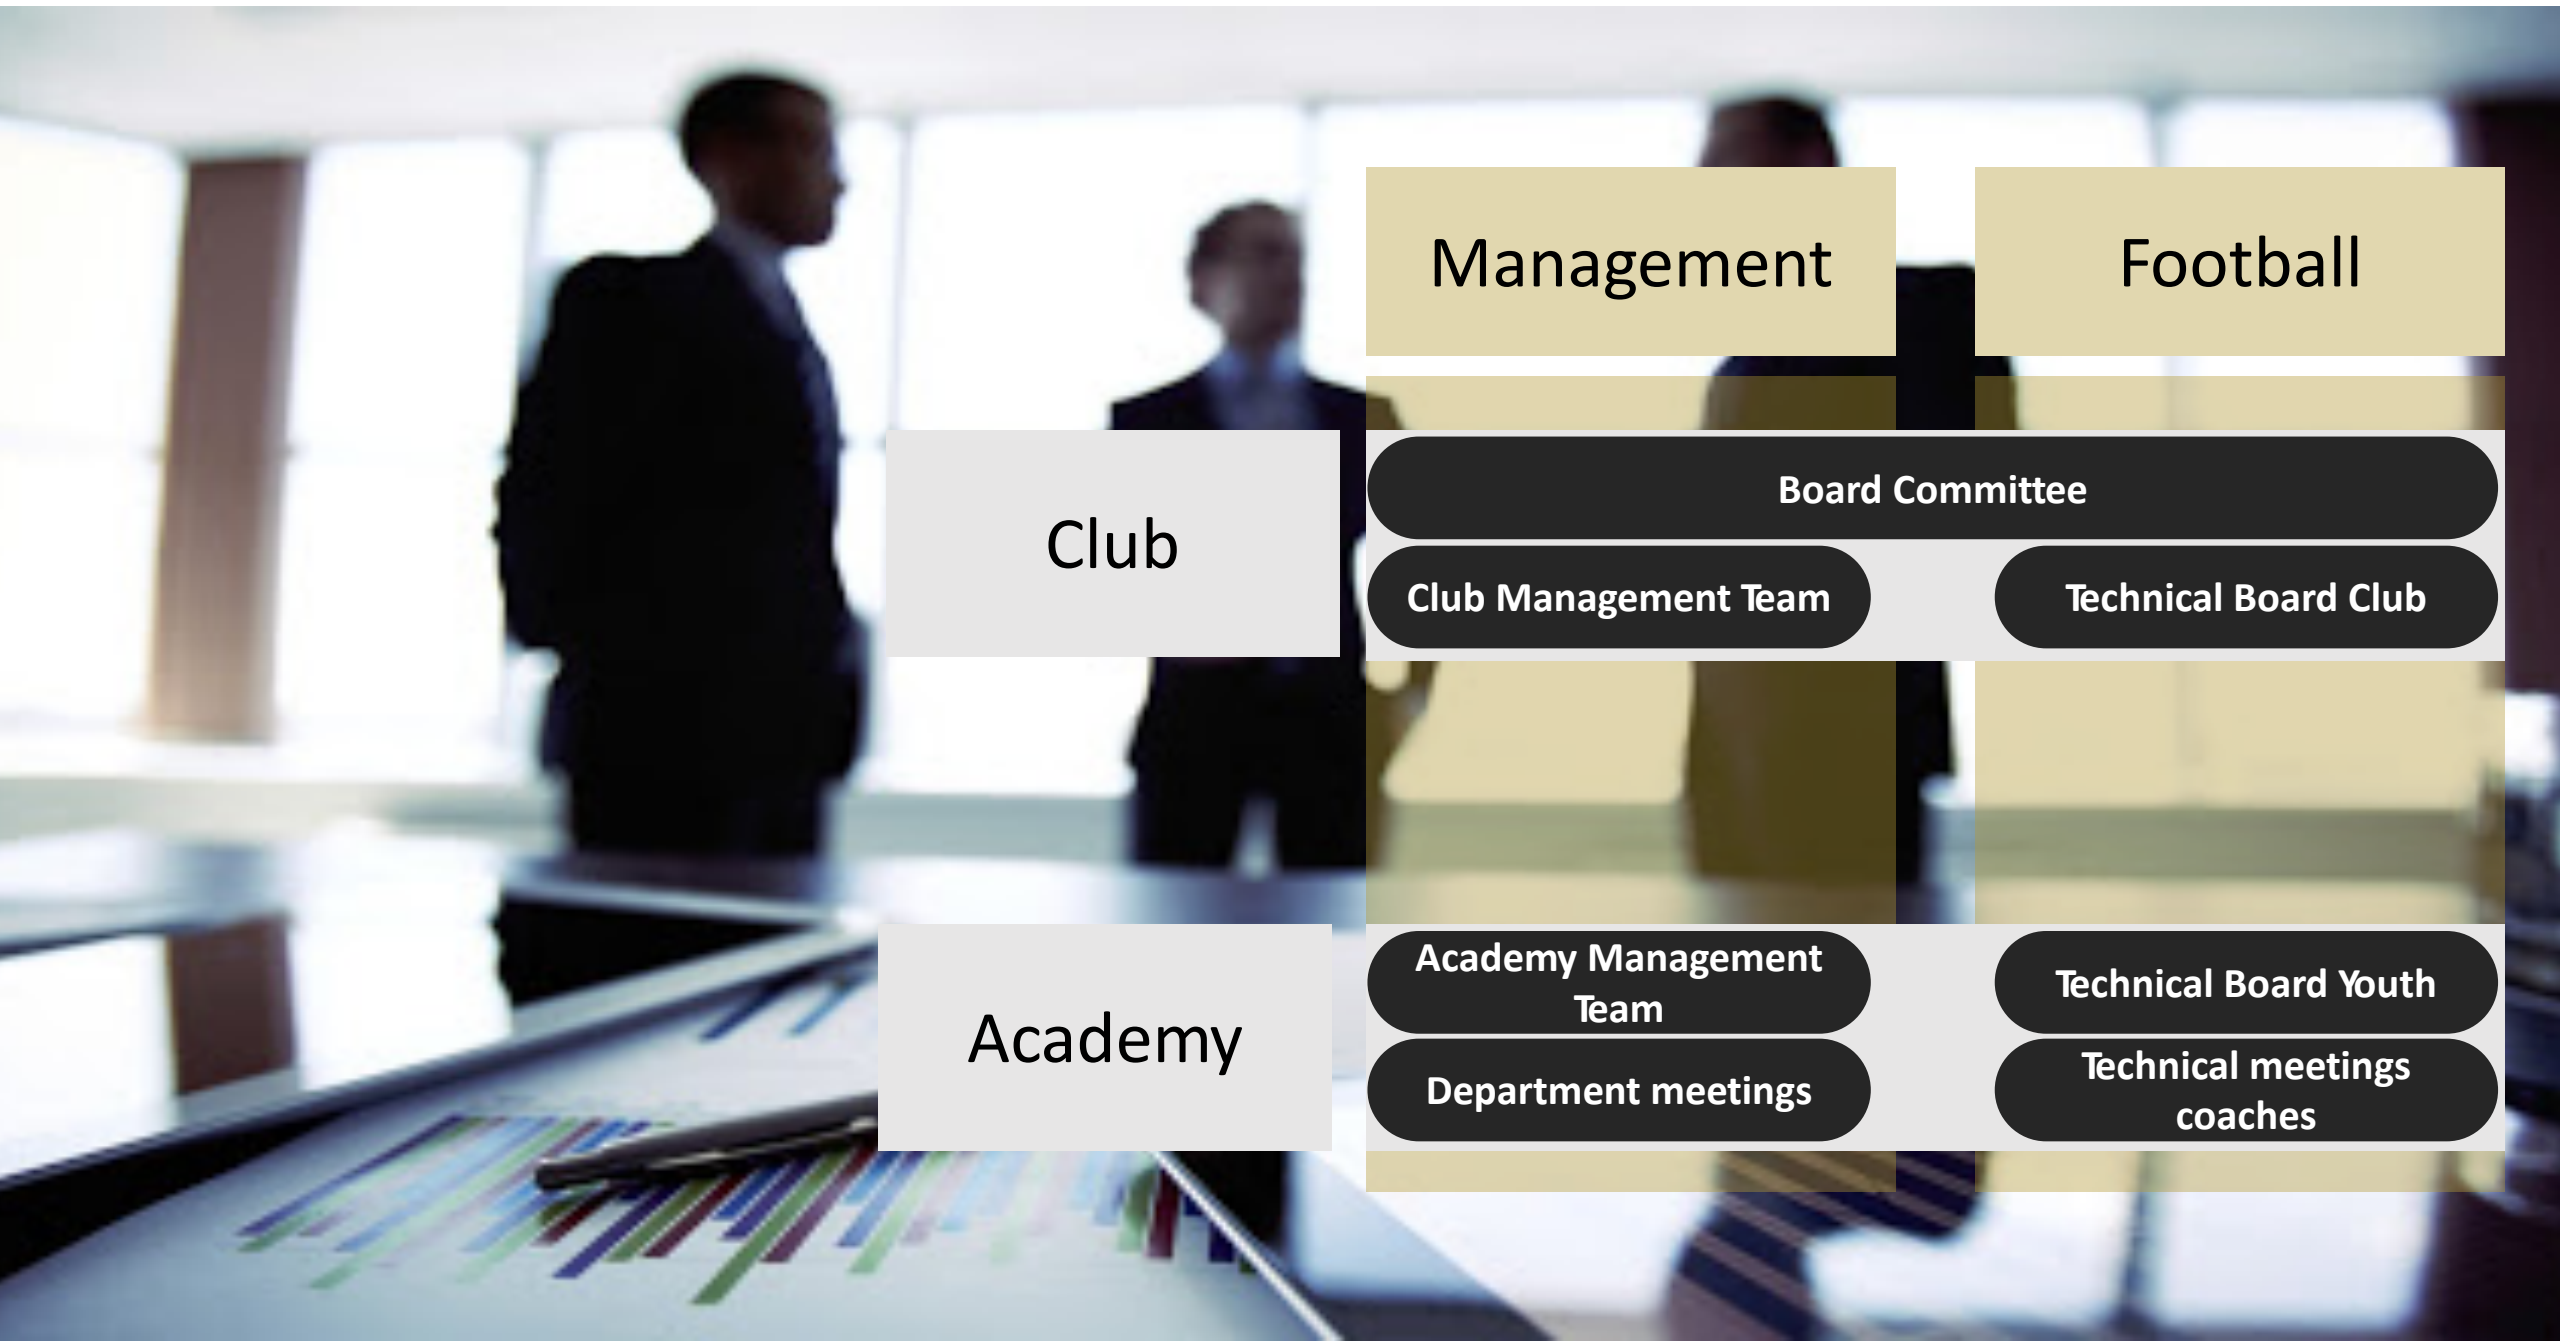 Management
Football
Club
Board Committee
Club Management Team
Technical Board Club
Academy
Academy Management
Team
Technical Board Youth
Department meetings
Technical meetings
coaches